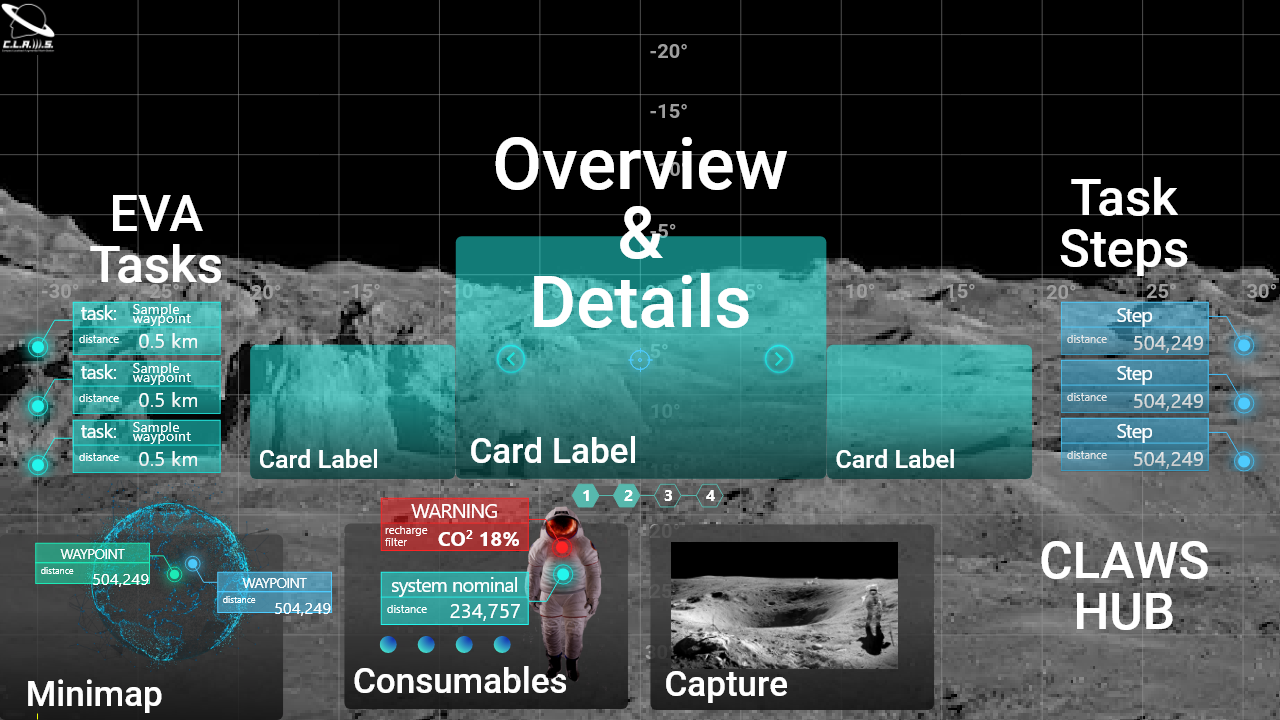 C.L.A.W.S.
-20°
-15°
Overview
&
Details
-5°
EVA
Tasks
Task
Steps
-30°
-25°
-20°
-15°
-10°
10°
15°
20°
25°
30°
task: Sample waypoint
distance 0.5 km
task: Sample waypoint
distance 0.5 km
task: Sample waypoint
distance 0.5 km
Step
distance 504,249
Step
distance 504,249
Step
distance 504,249
5°
10°
15°
Card Label
Card Label
Card Label
1 2 3 4
WARNING
recharge filter CO² 18%
system nominal
distance 234,757
WAYPOINT
distance 504,249
WAYPOINT
distance 504,249
30°
Minimap
Consumables
Capture
CLAWS
HUB